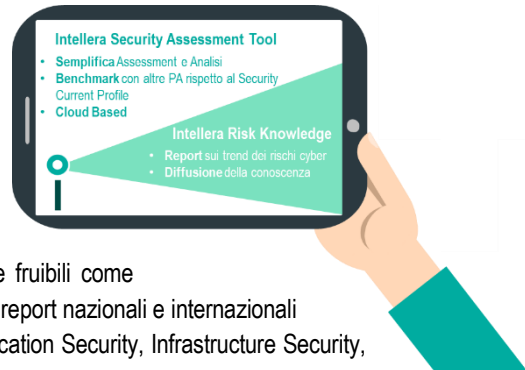 Intellera Security Assessment Tool
• Semplifica Assessment e Analisi
• Benchmark con altre PA rispetto al Security
Current Profile
• Cloud Based
Intellera Risk Knowledge
• Report sui trend dei rischi cyber
• Diffusione della conoscenza
e fruibili come
report nazionali e internazionali
cation Security, Infrastructure Security,